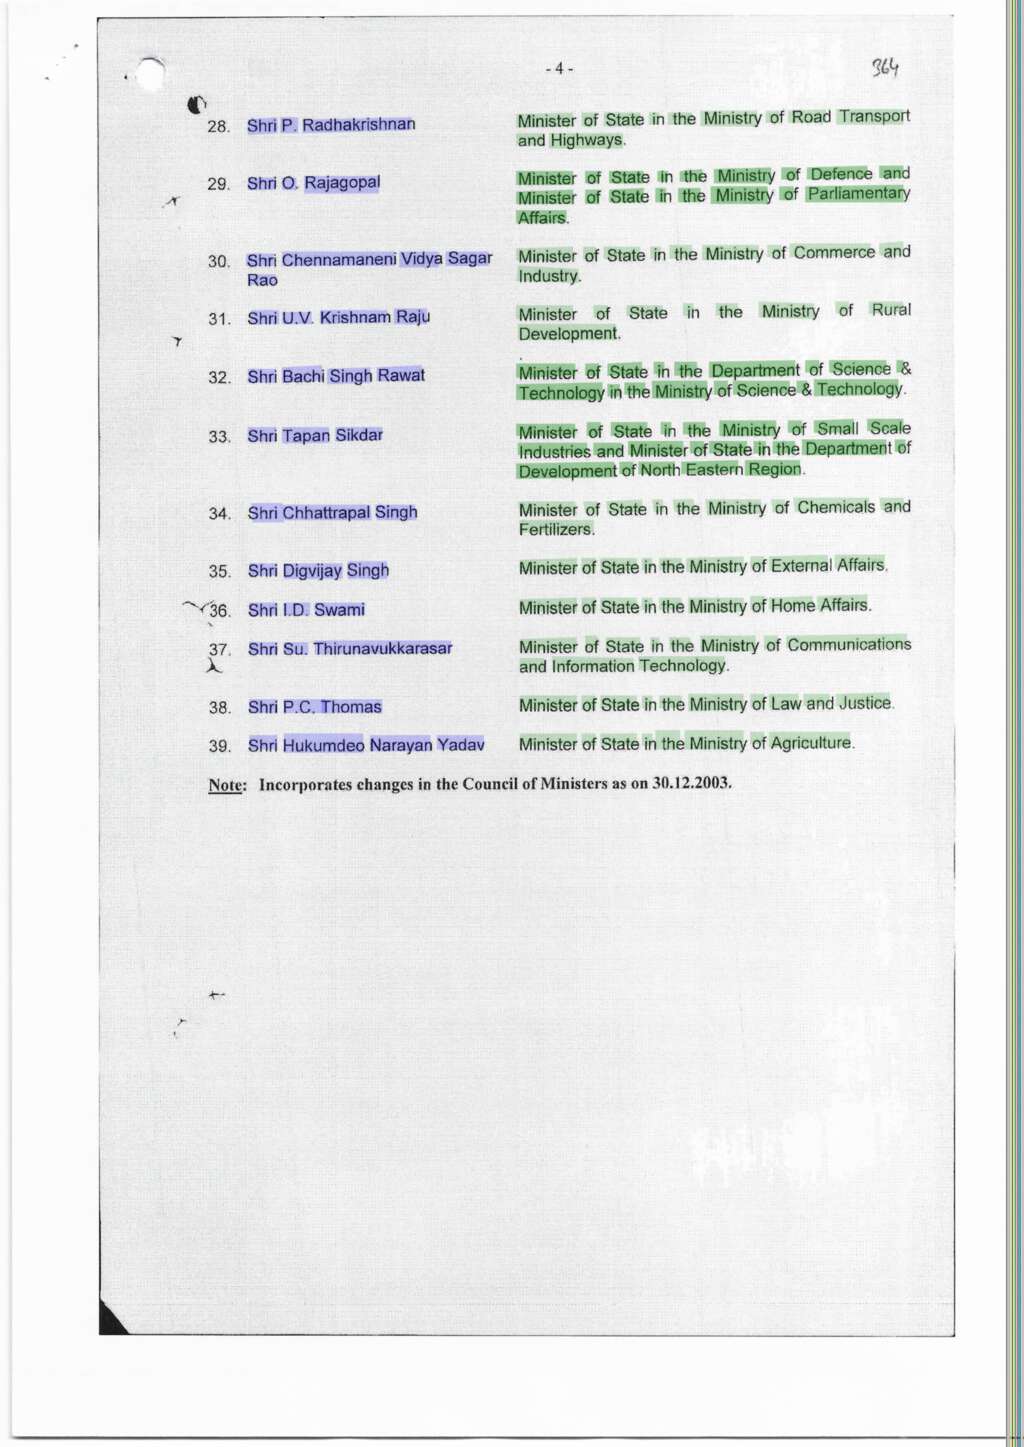 - 4 -
364
28. Shri P. Radhakrishnan Minister of State in the Ministry of Road Transport
and Highways.
29. Shri O. Rajagopal Minister of State in the Ministry of Defence and
Minister of State in the Ministry of Parliamentary
Affairs.
30. Shri Chennamaneni Vidya Sagar Minister of State in the Ministry of Commerce and
Rao Industry.
31. Shri U.V. Krishnam Raju Minister of State in the Ministry of Rural
Development.
32. Shri Bachi Singh Rawat Minister of State in the Department of Science &
Technology in the Ministry of Science & Technology.
33. Shri Tapan Sikdar Minister of State in the Ministry of Small Scale
Industries and Minister of State in the Department of
Development of North Eastern Region.
34. Shri Chhattrapal Singh Minister of State in the Ministry of Chemicals and
Fertilizers.
35. Shri Digvijay Singh Minister of State in the Ministry of External Affairs.
36. Shri I.D. Swami Minister of State in the Ministry of Home Affairs.
37. Shri Su. Thirunavukkarasar Minister of State in the Ministry of Communications
and Information Technology.
38. Shri P.C. Thomas Minister of State in the Ministry of Law and Justice.
39. Shri Hukumdeo Narayan Yadav Minister of State in the Ministry of Agriculture.
Note: Incorporates changes in the Council of Ministers as on 30.12.2003.